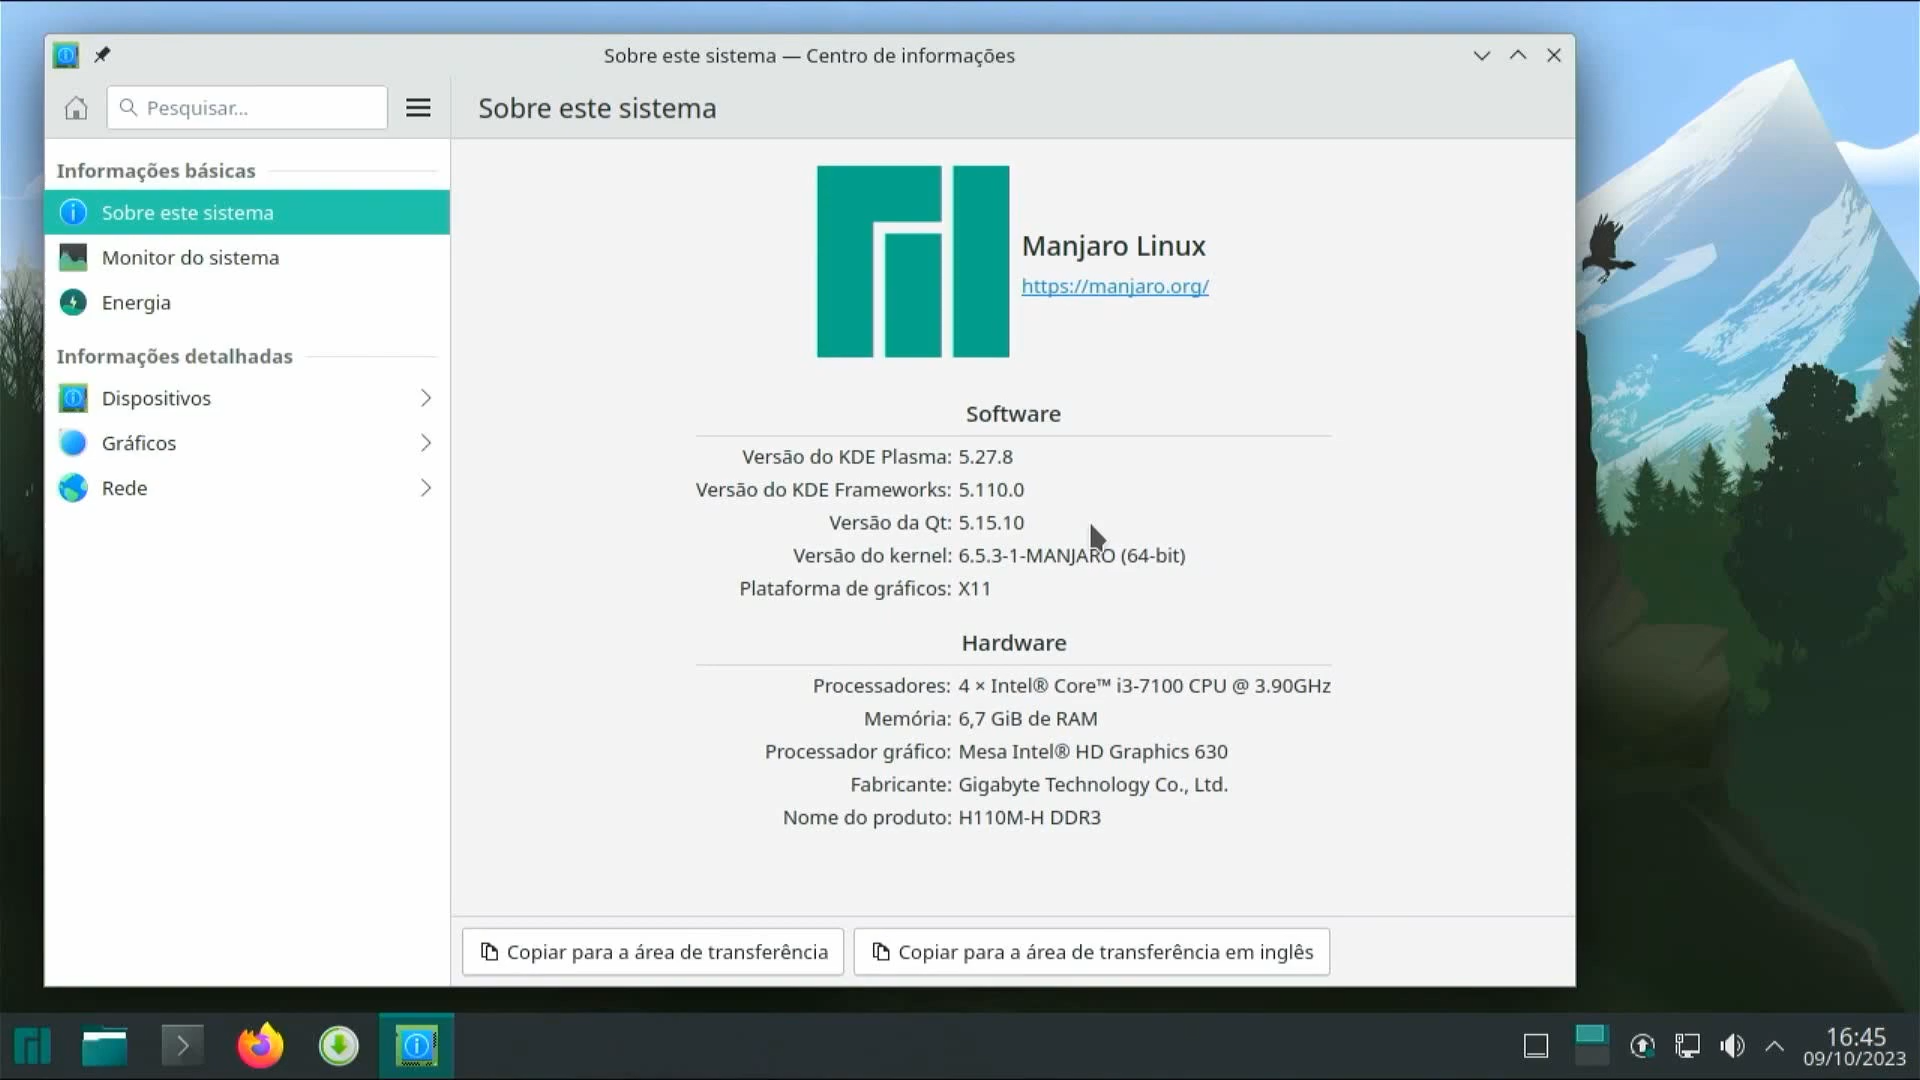 Sobre este sistema — Centro de informações
Pesquisar...
Sobre este sistema
Informações básicas
Sobre este sistema
Monitor do sistema
Energia
Informações detalhadas
Dispositivos
Gráficos
Rede
Manjaro Linux
https://manjaro.org/
Software
Versão do KDE Plasma: 5.27.8
Versão do KDE Frameworks: 5.110.0
Versão da Qt: 5.15.10
Versão do kernel: 6.5.3-1-MANJARO (64-bit)
Plataforma de gráficos: X11
Hardware
Processadores: 4 × Intel® Core™ i3-7100 CPU @ 3.90GHz
Memória: 6,7 GiB de RAM
Processador gráfico: Mesa Intel® HD Graphics 630
Fabricante: Gigabyte Technology Co., Ltd.
Nome do produto: H110M-H DDR3
Copiar para a área de transferência
Copiar para a área de transferência em inglês
16:45
09/10/2023